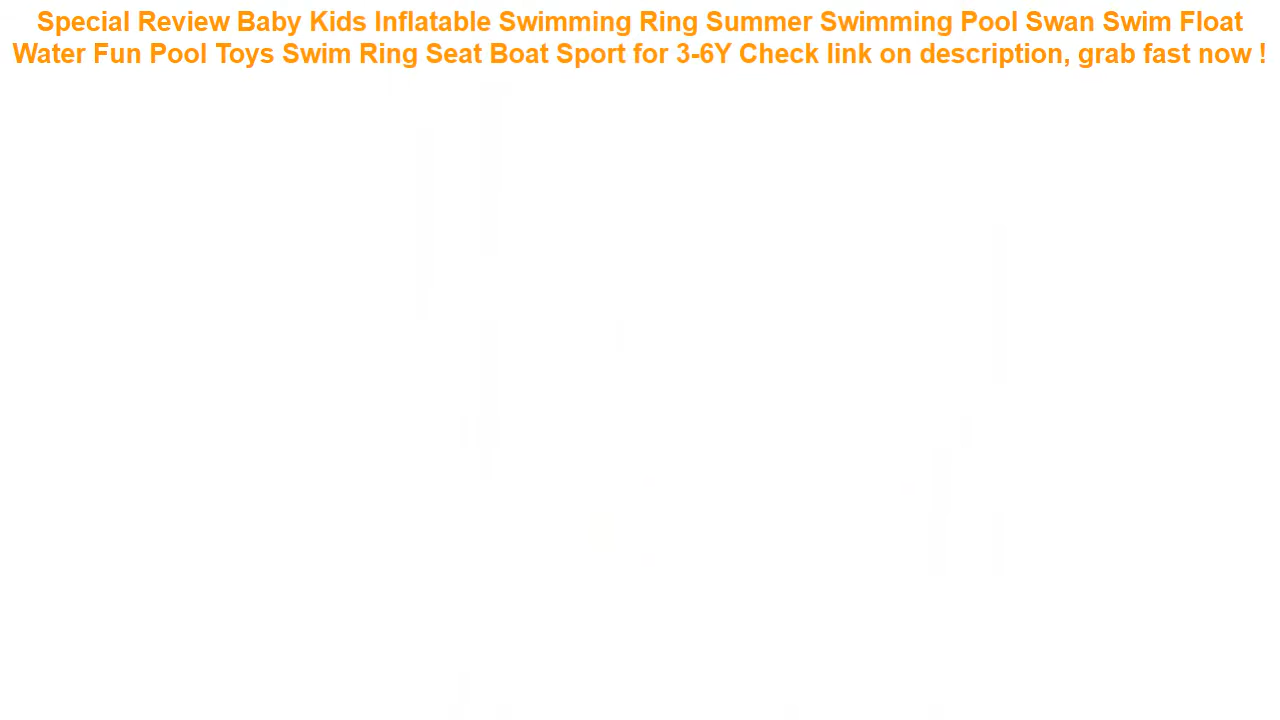 Special Review Baby Kids Inflatable Swimming Ring Summer Swimming Pool Swan Swim Float
Water Fun Pool Toys Swim Ring Seat Boat Sport for 3-6Y Check link on description, grab fast now !